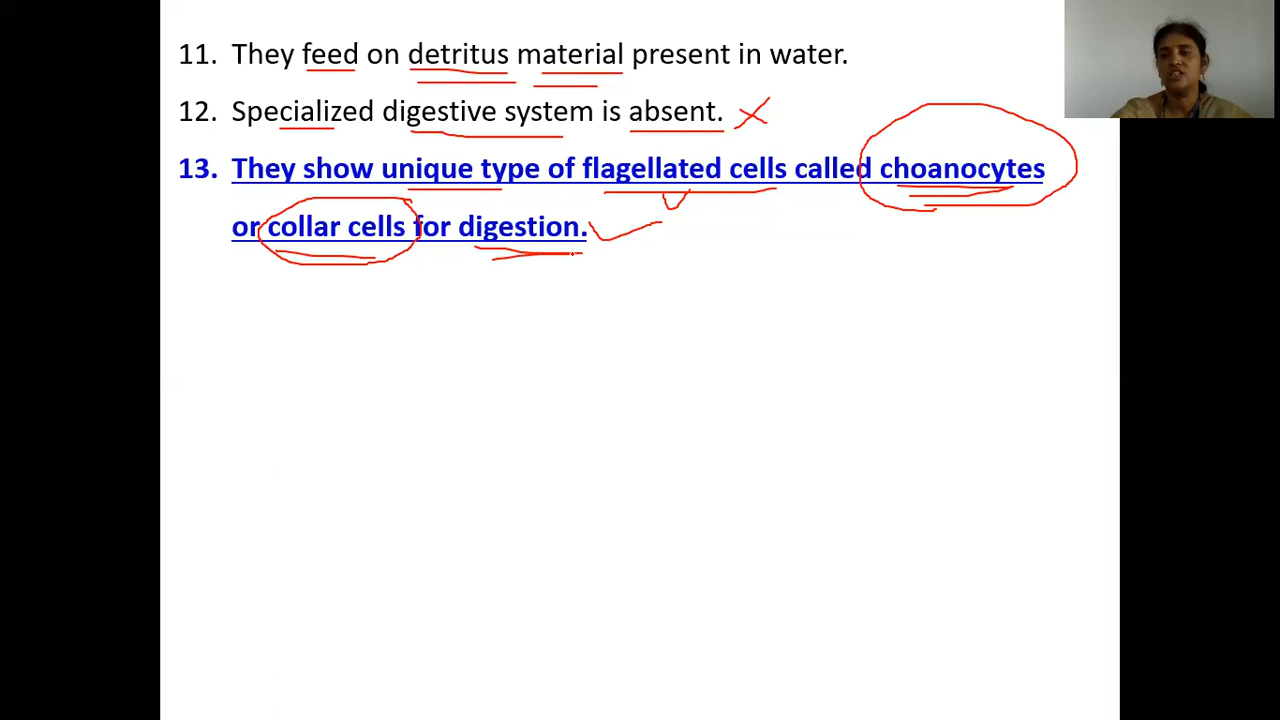 11. They feed on detritus material present in water.
12. Specialized digestive system is absent.
13. They show unique type of flagellated cells called choanocytes
or collar cells for digestion.